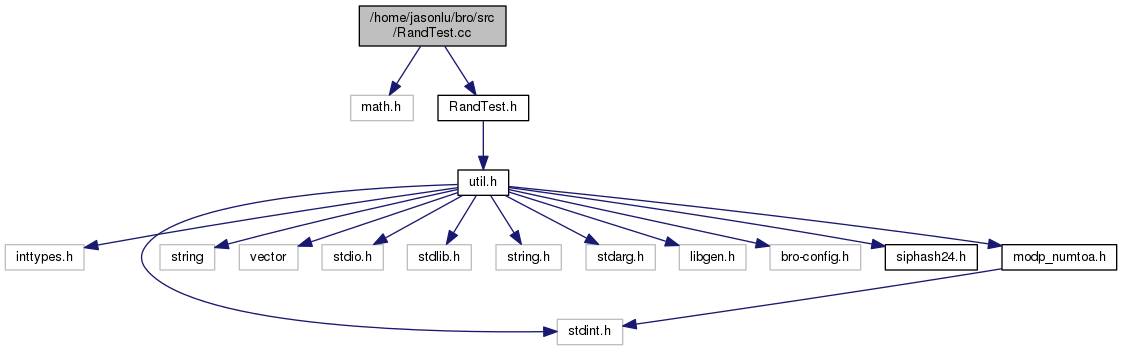 /home/jasonlu/bro/src
/RandTest.cc
math.h
RandTest.h
util.h
inttypes.h
string
vector
stdio.h
stdlib.h
string.h
stdarg.h
libgen.h
bro-config.h
siphash24.h
modp_numtoa.h
stdint.h